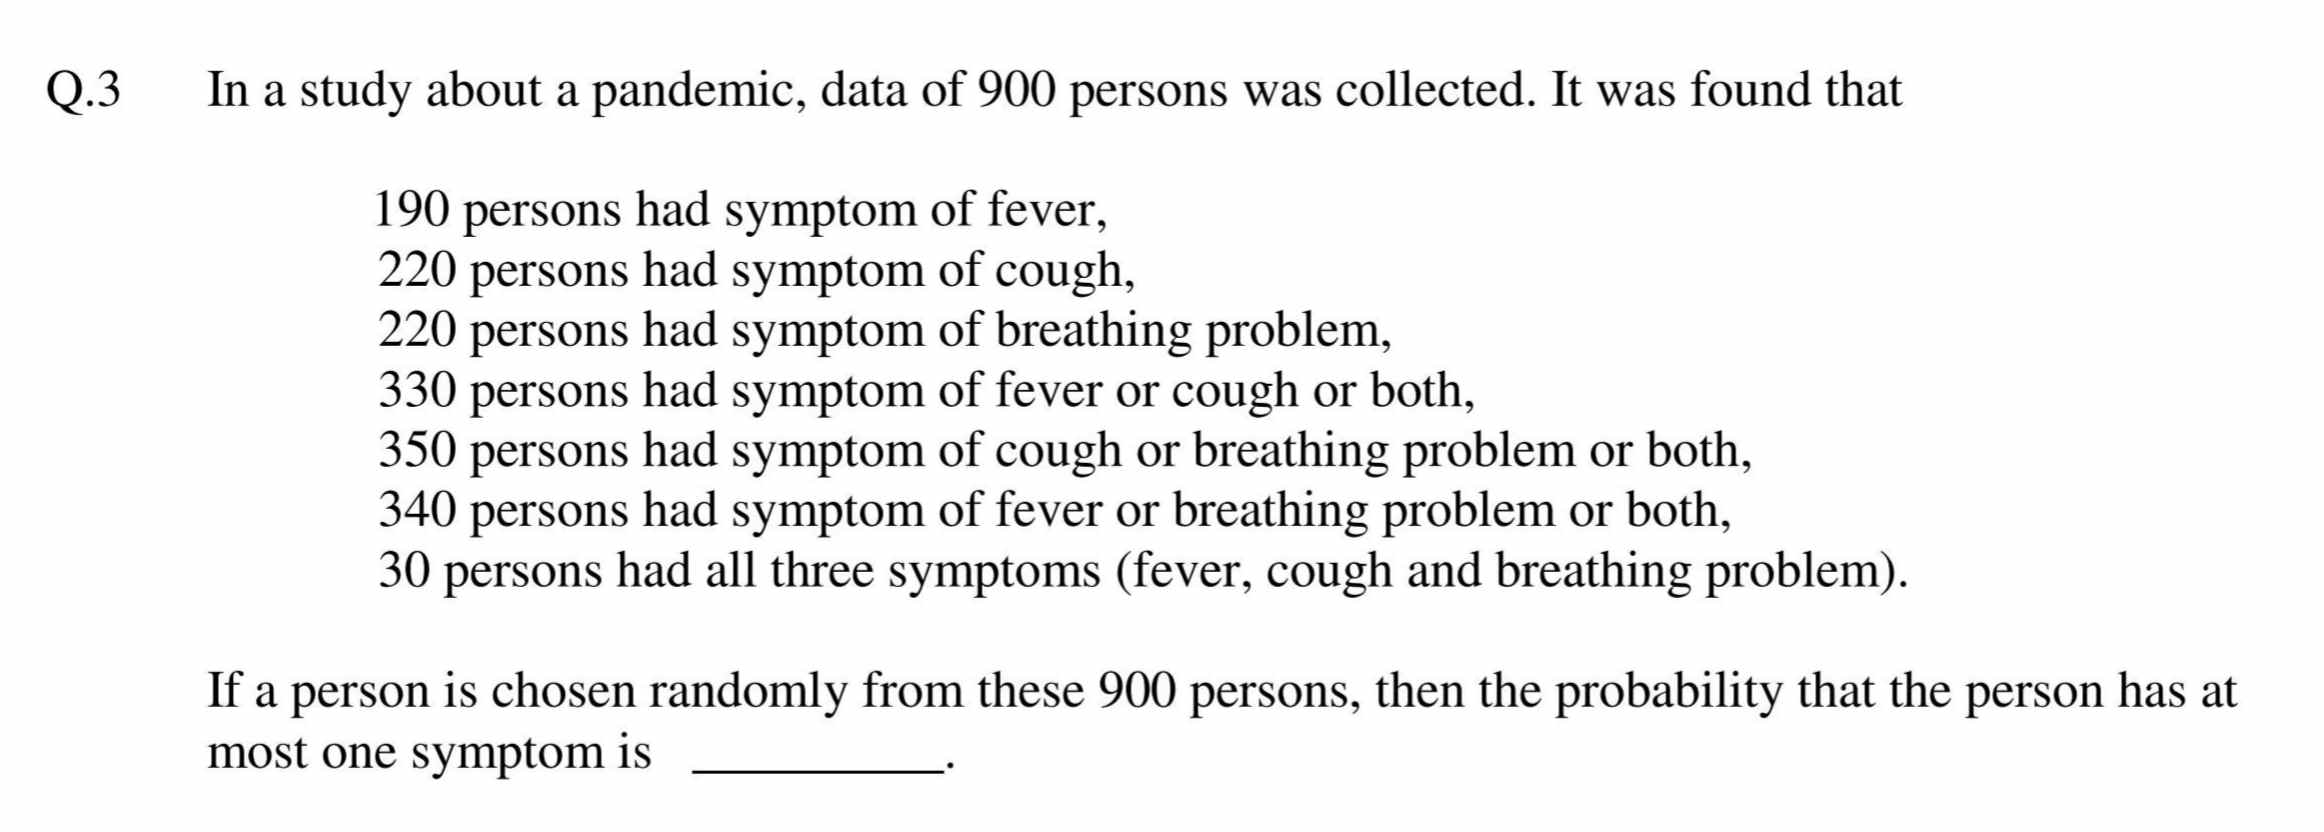 Q.3 In a study about a pandemic, data of 900 persons was collected. It was found that
190 persons had symptom of fever,
220 persons had symptom of cough,
220 persons had symptom of breathing problem,
330 persons had symptom of fever or cough or both,
350 persons had symptom of cough or breathing problem or both,
340 persons had symptom of fever or breathing problem or both,
30 persons had all three symptoms (fever, cough and breathing problem).
If a person is chosen randomly from these 900 persons, then the probability that the person has at
most one symptom is __________.